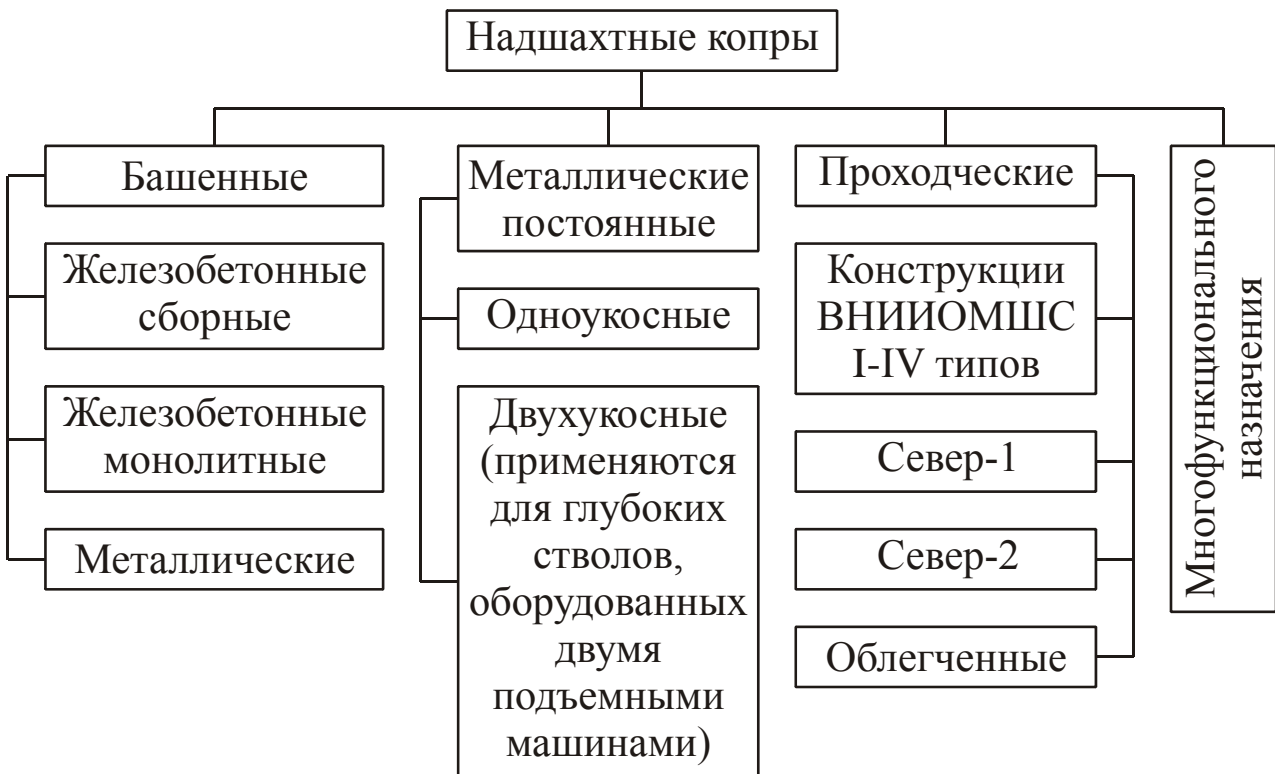 Надшахтные копры
Башенные
Железобетонные
сборные
Железобетонные
монолитные
Металлические
Металлические
постоянные
Одноукосные
Двухукосные
(применяются
для глубоких
стволов,
оборудованных
двумя
подъемными
машинами)
Проходческие
Конструкции
ВНИИОМШС
I-IV типов
Север-1
Север-2
Облегченные
Многофункционального
назначения